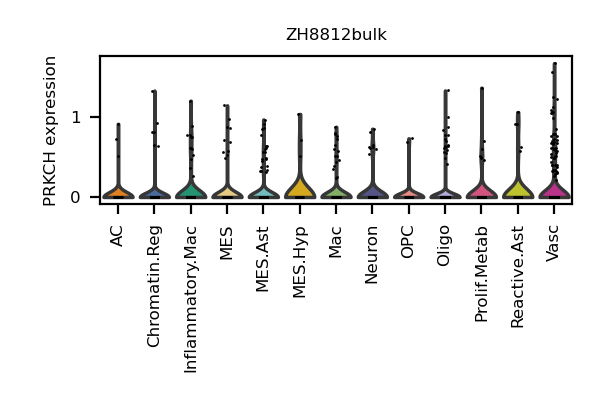 ZH8812bulk
PRKCH expression
1
0
AC
Chromatin.Reg
Inflammatory.Mac
MES
MES.Ast
MES.Hyp
Mac
Neuron
OPC
Oligo
Prolif.Metab
Reactive.Ast
Vasc